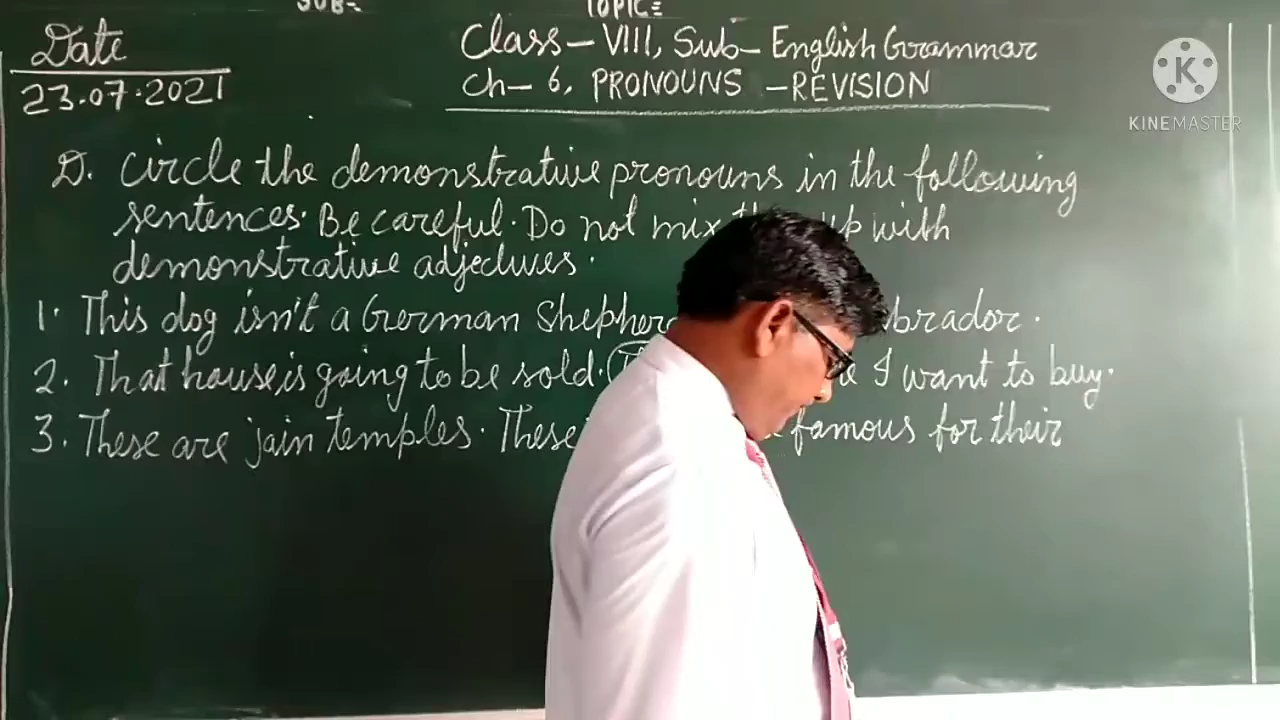 SUB-
TOPIC=
Date
23.07.2021
Class-VIII, Sub- English Grammar
Ch- 6. PRONOUNS -REVISION
KINEMASTER
D. Circle the demonstrative pronouns in the following
sentences. Be careful. Do not mix with
demonstrative adjectives.
1. This dog isn't a German Shepher brador.
2. That house is going to be sold. I want to buy.
3. These are jain temples. These famous for their